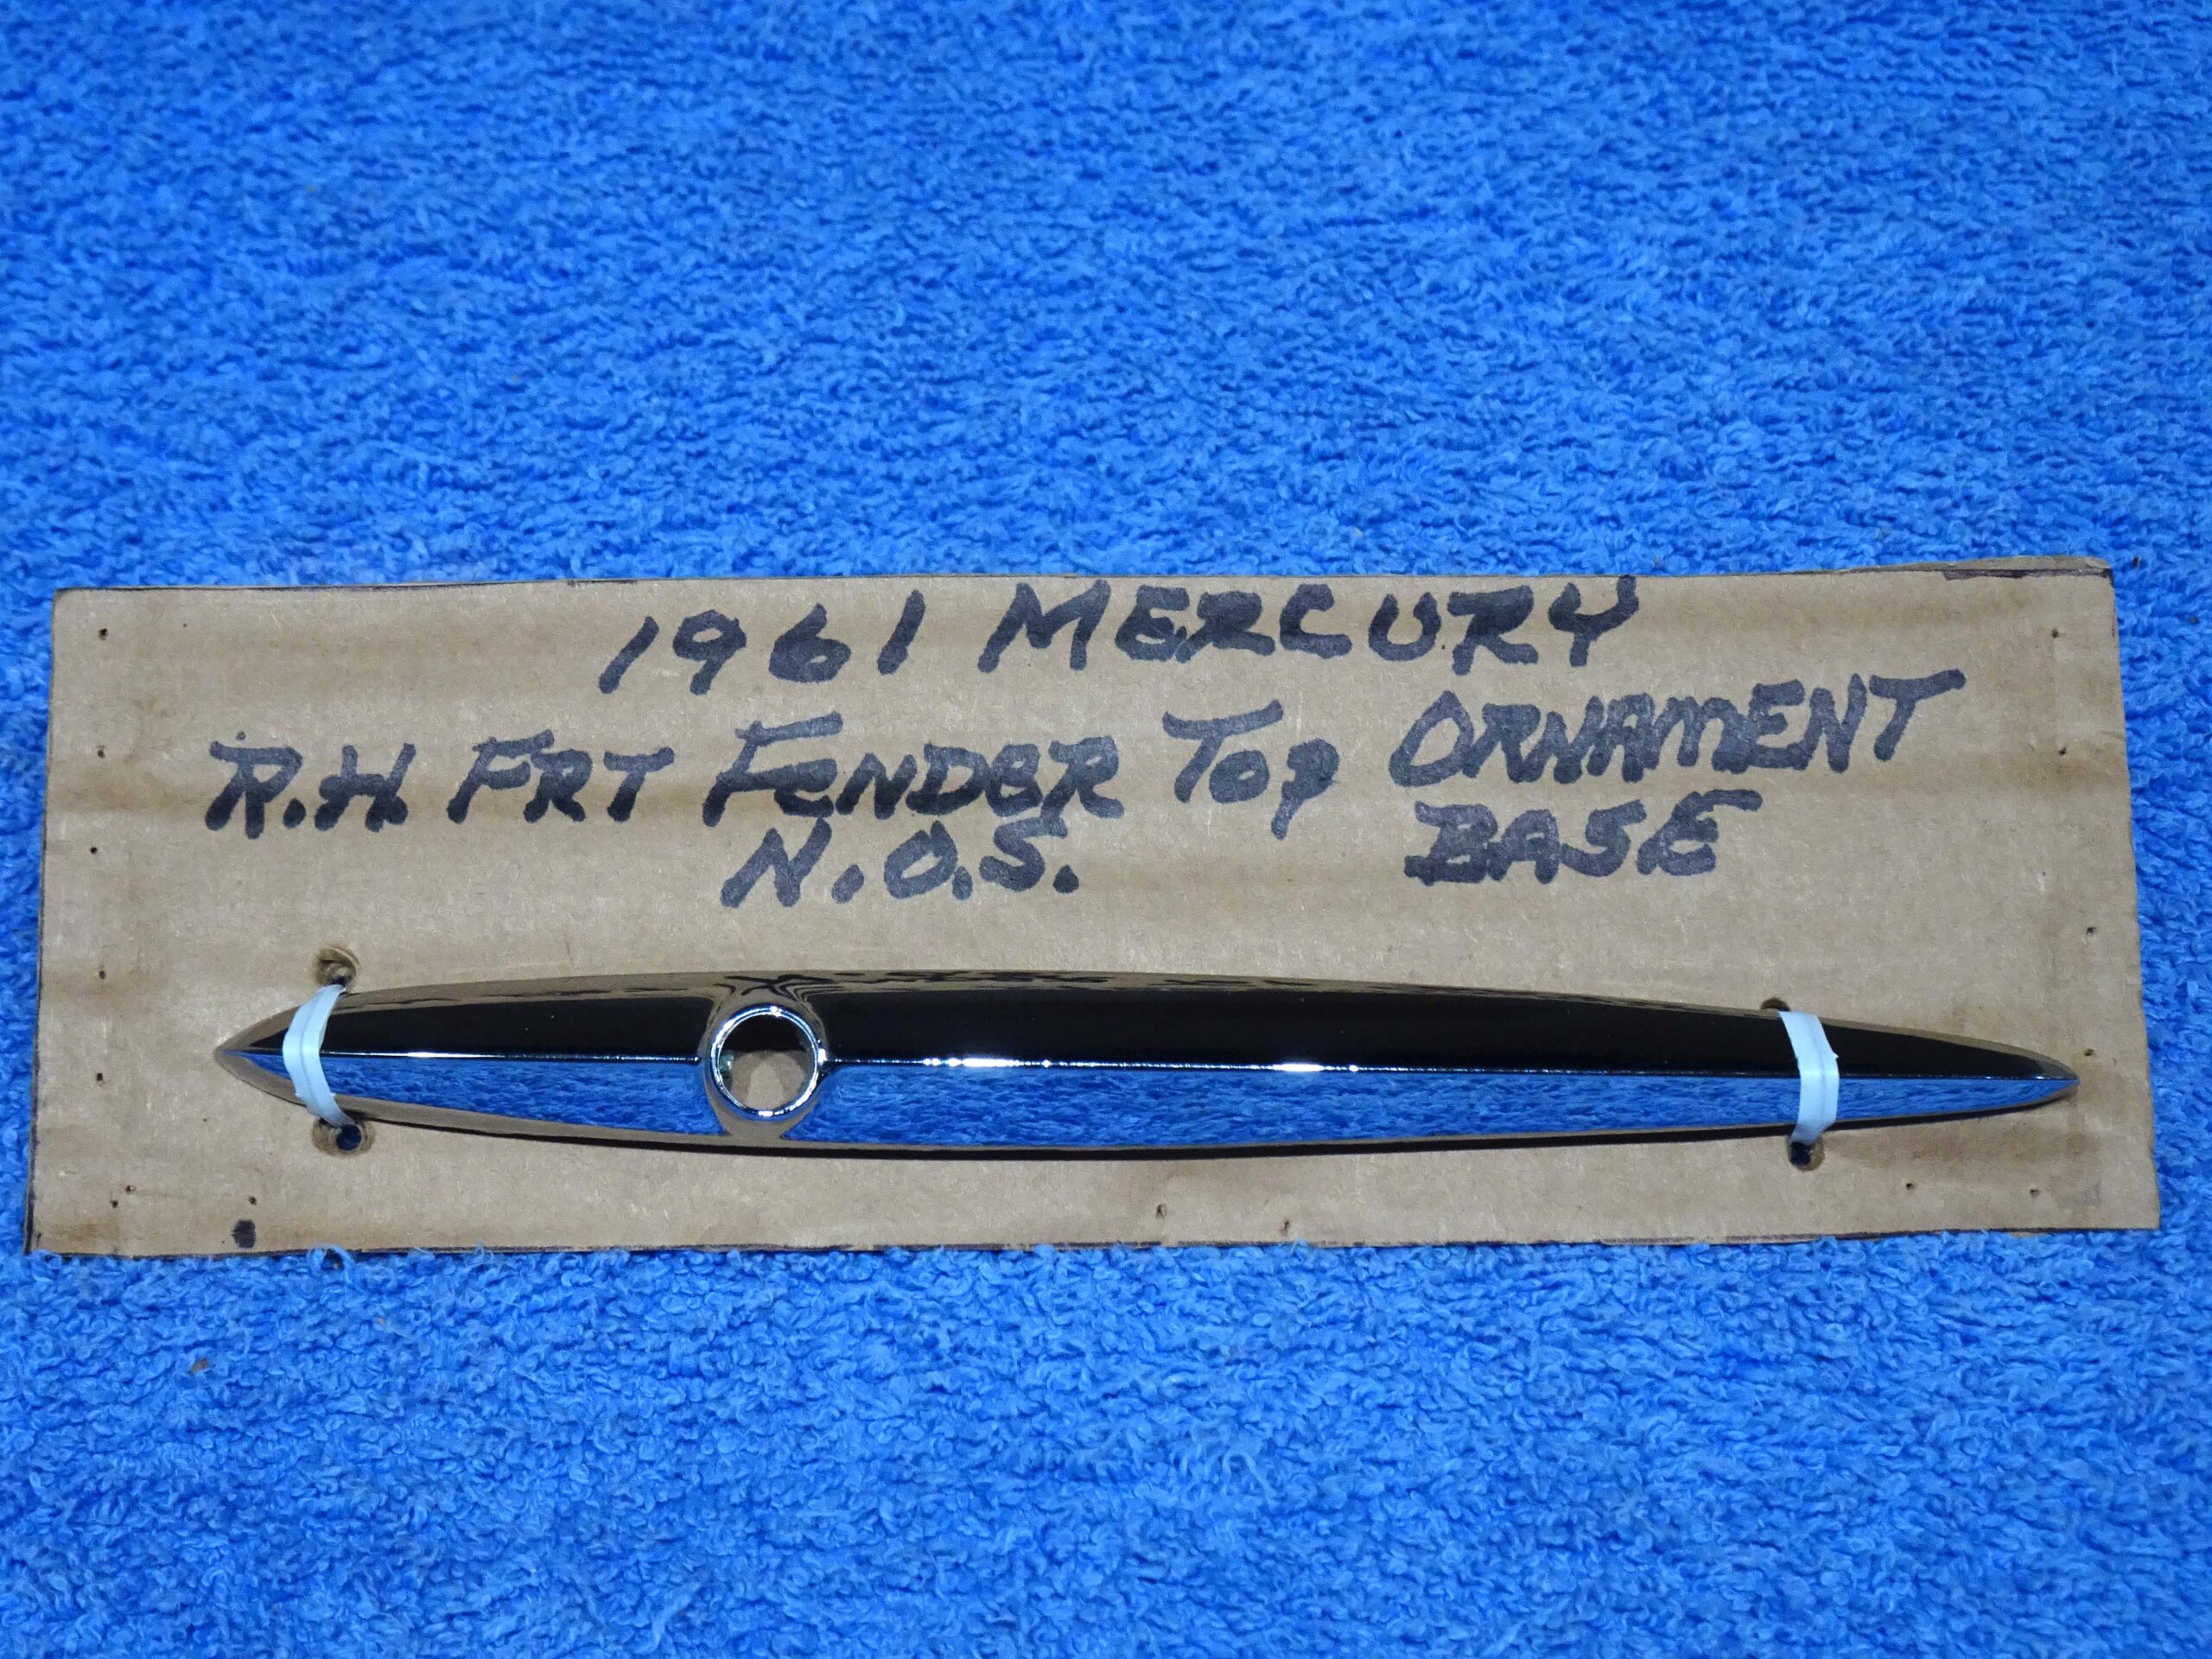 1961 MERCURY
R.H. FRT FENDER TOP ORNAMENT
N.O.S. BASE